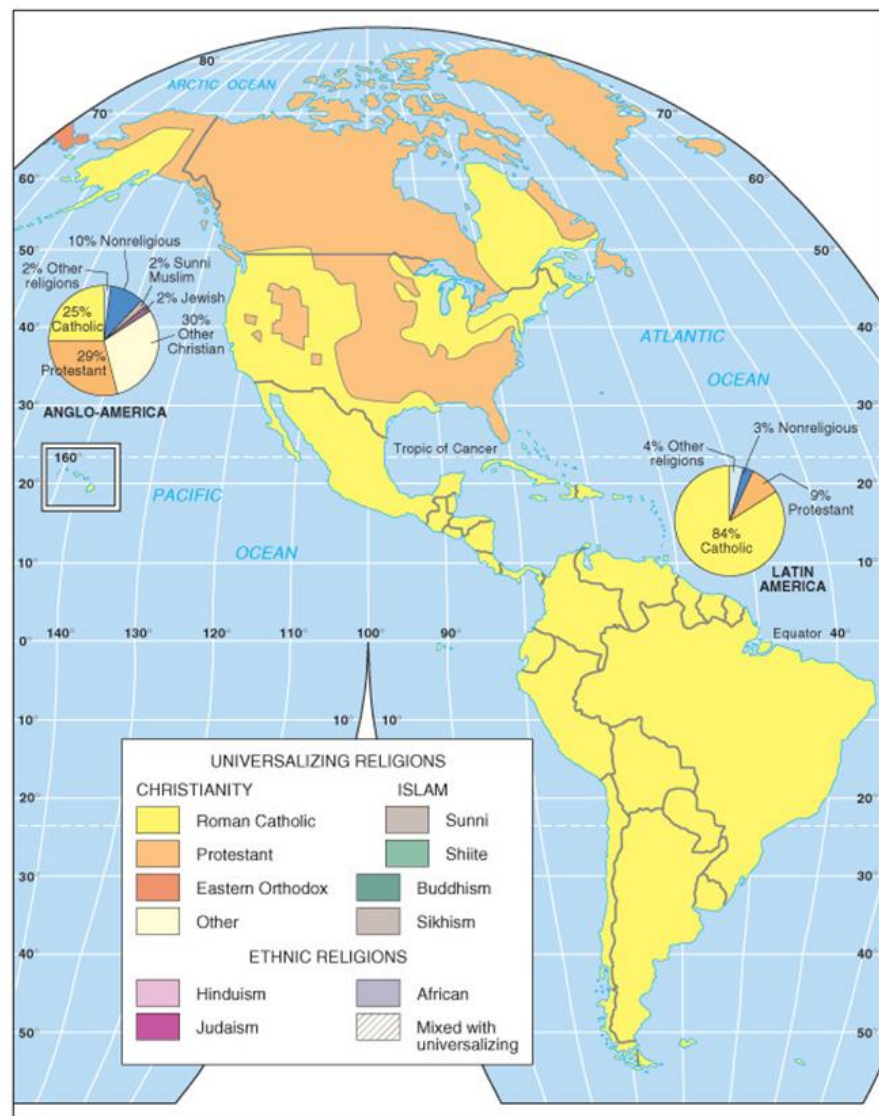 80°
ARCTIC OCEAN
70°
70°
60°
60°
50°
50°
10% Nonreligious
2% Other
religions
2% Sunni
Muslim
2% Jewish
25%
Catholic
30%
Other
Christian
29%
Protestant
ANGLO-AMERICA
40°
40°
ATLANTIC
OCEAN
30°
30°
160°
Tropic of Cancer
20°
20°
PACIFIC
OCEAN
3% Nonreligious
4% Other
religions
9%
Protestant
84%
Catholic
LATIN
AMERICA
10°
10°
0°
140°
130°
120°
110°
100°
90°
Equator
40°
10°
10°
10°
10°
20°
20°
30°
30°
40°
40°
50°
50°
UNIVERSALIZING RELIGIONS
CHRISTIANITY
Roman Catholic
Protestant
Eastern Orthodox
Other
ISLAM
Sunni
Shiite
Buddhism
Sikhism
ETHNIC RELIGIONS
Hinduism
Judaism
African
Mixed with
universalizing